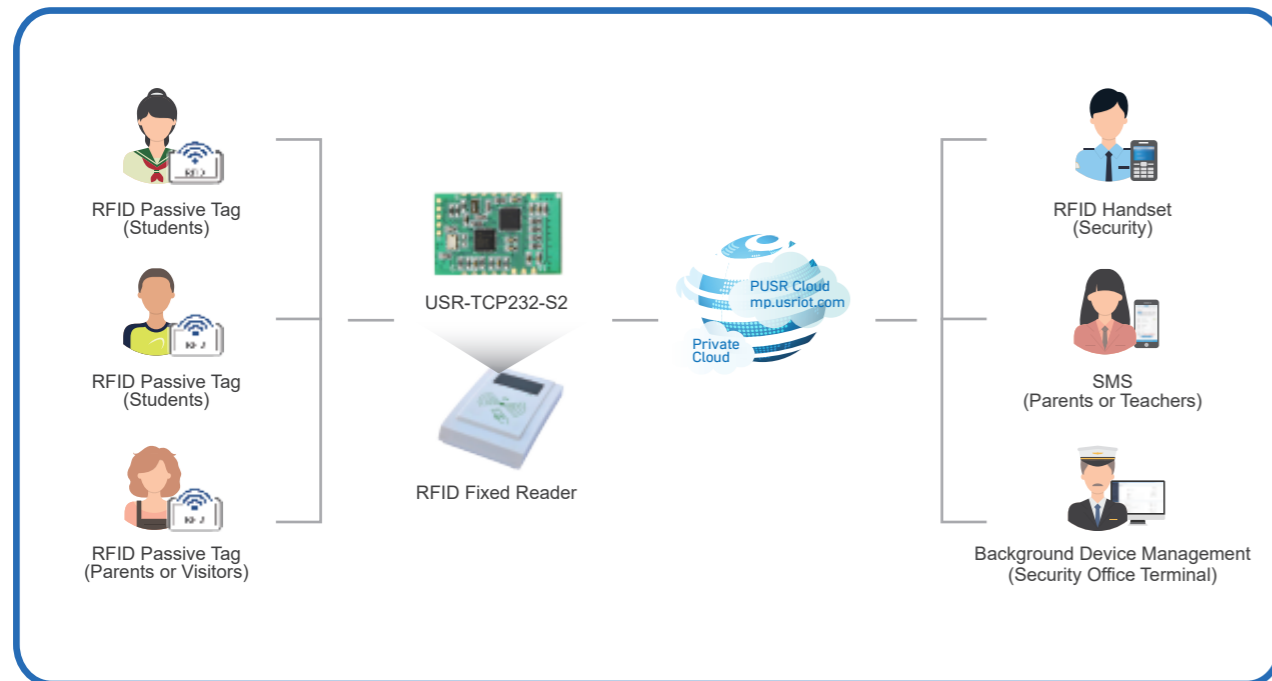 RFID Passive Tag
(Students)
RFID Passive Tag
(Students)
RFID Passive Tag
(Parents or Visitors)
USR-TCP232-S2
RFID Fixed Reader
PUSR Cloud
mp.usriot.com
Private
Cloud
RFID Handset
(Security)
SMS
(Parents or Teachers)
Background Device Management
(Security Office Terminal)